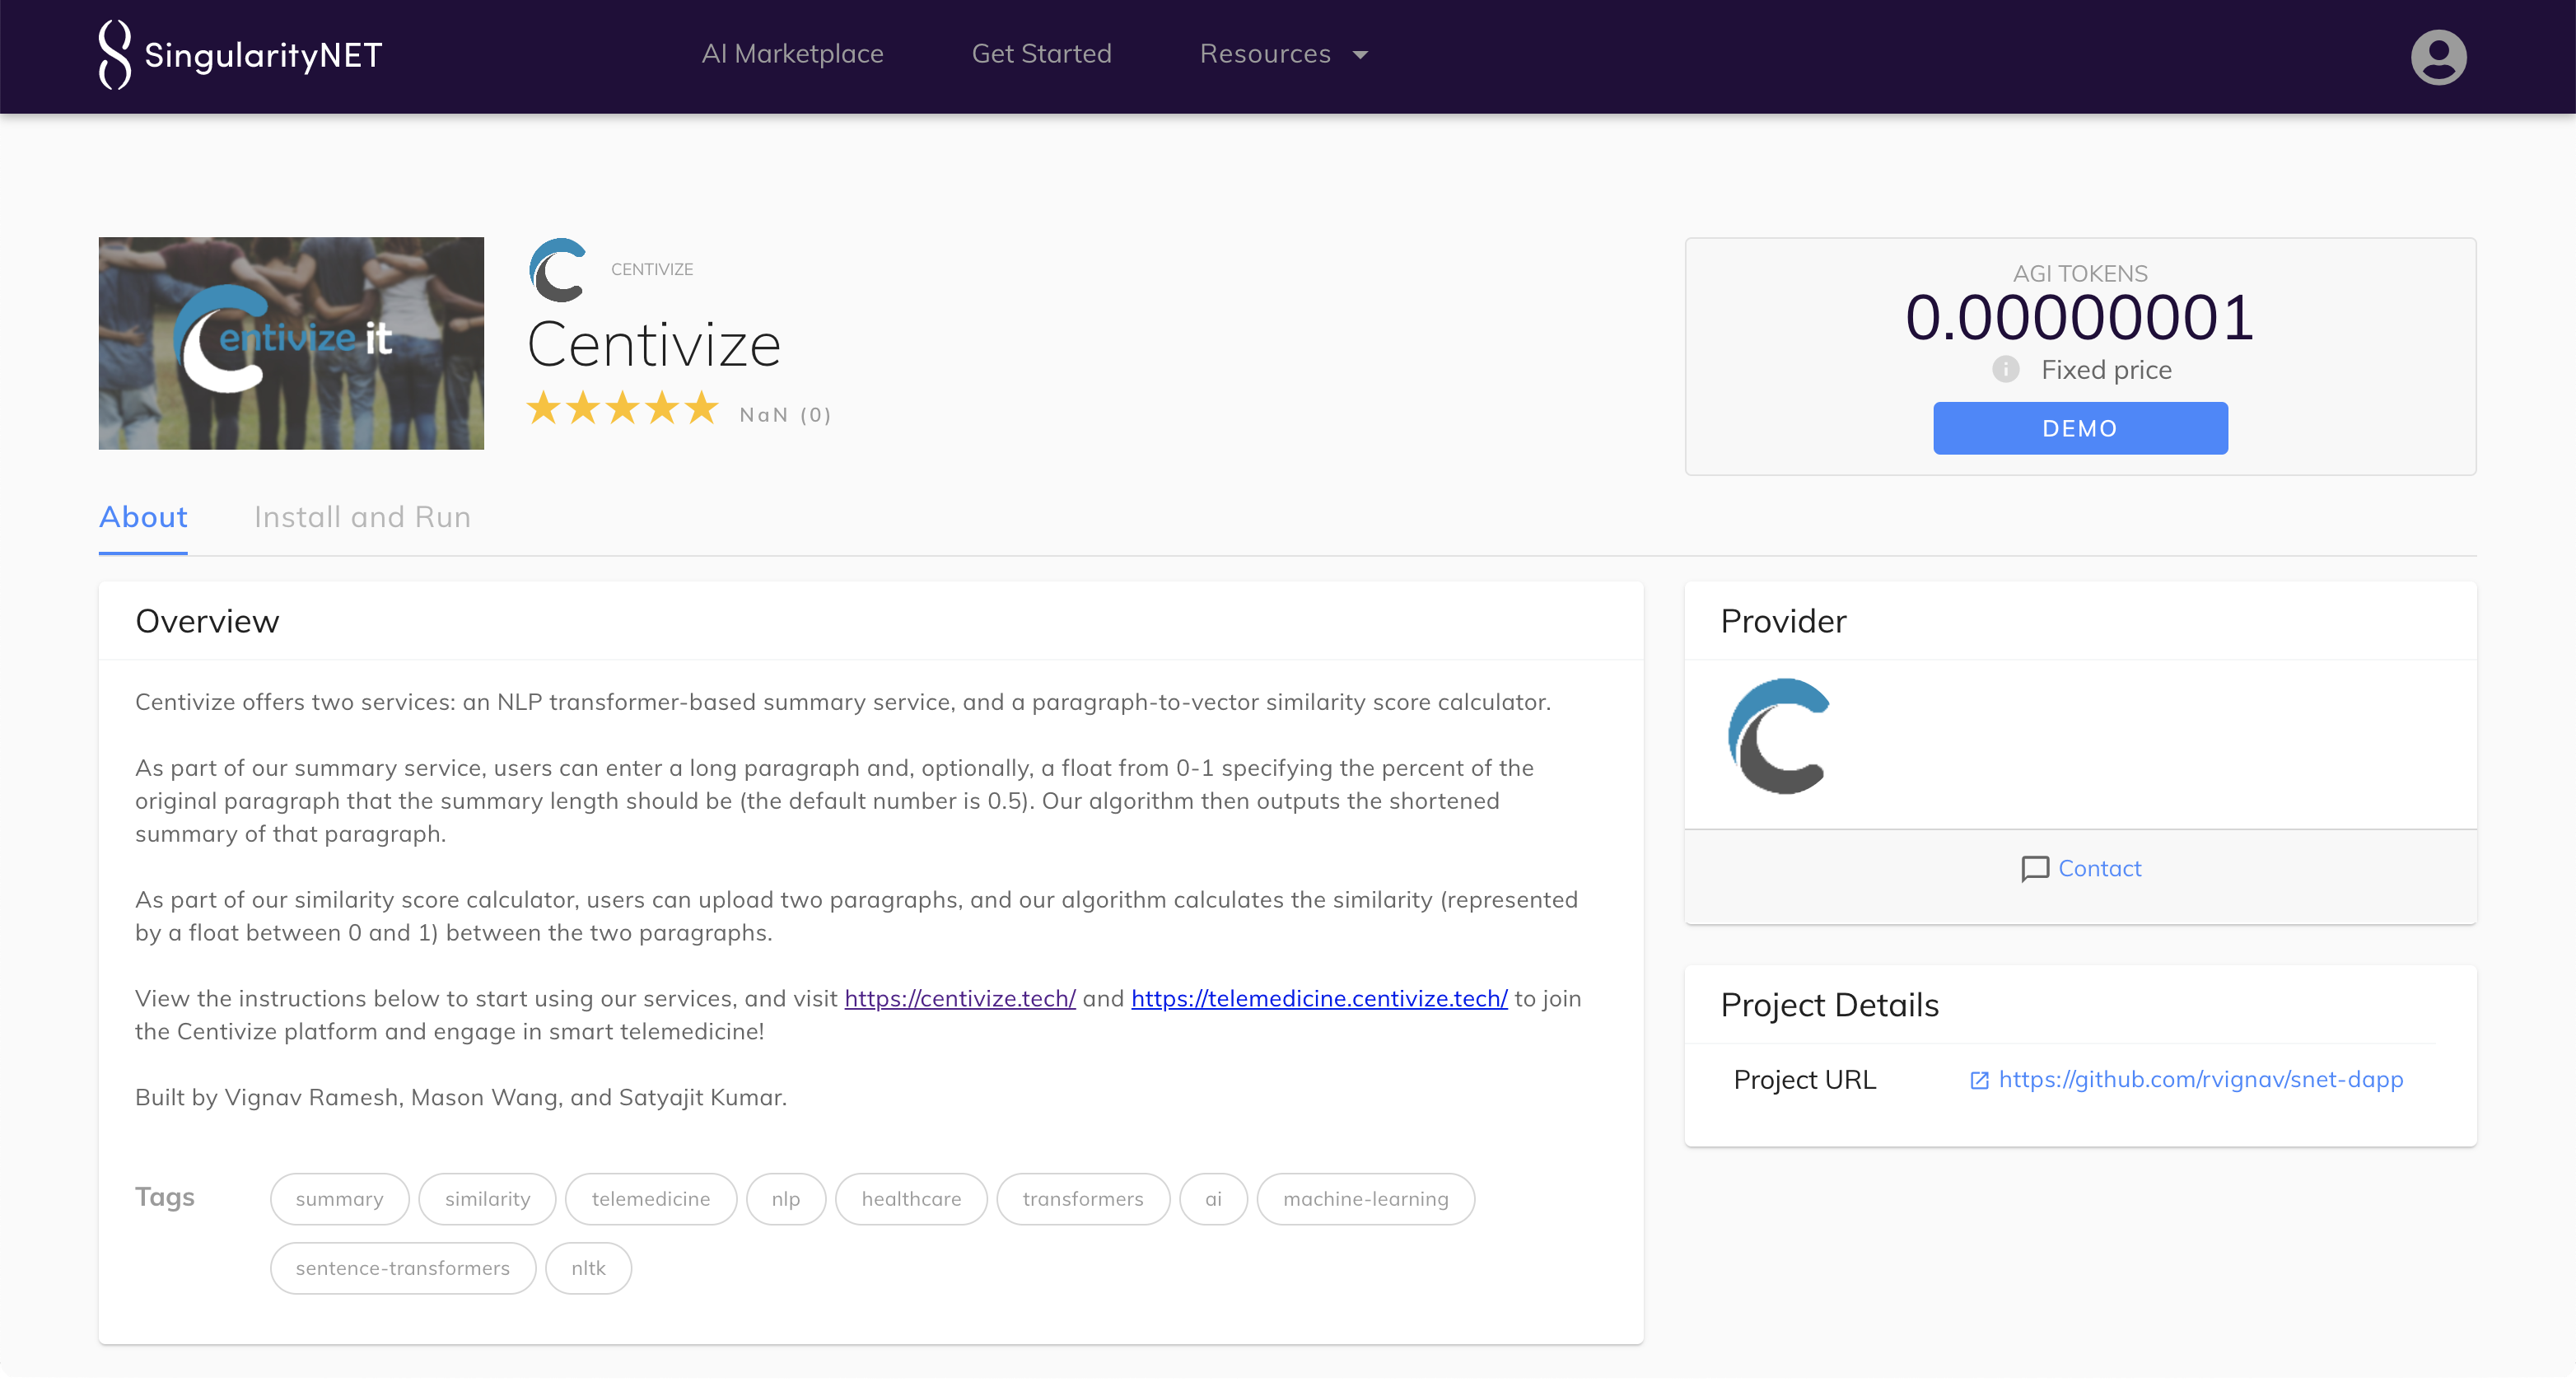 SingularityNET
AI Marketplace
Get Started
Resources
entivize it
CENTIVIZE
Centivize
NaN (0)
AGI TOKENS
0.00000001
Fixed price
DEMO
About
Install and Run
Overview
Centivize offers two services: an NLP transformer-based summary service, and a paragraph-to-vector similarity score calculator.
As part of our summary service, users can enter a long paragraph and, optionally, a float from 0-1 specifying the percent of the
original paragraph that the summary length should be (the default number is 0.5). Our algorithm then outputs the shortened
summary of that paragraph.
As part of our similarity score calculator, users can upload two paragraphs, and our algorithm calculates the similarity (represented
by a float between 0 and 1) between the two paragraphs.
View the instructions below to start using our services, and visit https://centivize.tech/ and https://telemedicine.centivize.tech/ to join
the Centivize platform and engage in smart telemedicine!
Built by Vignav Ramesh, Mason Wang, and Satyajit Kumar.
Tags
summary
similarity
telemedicine
nlp
healthcare
transformers
ai
machine-learning
sentence-transformers
nltk
Provider
Contact
Project Details
Project URL
https://github.com/rvignav/snet-dapp